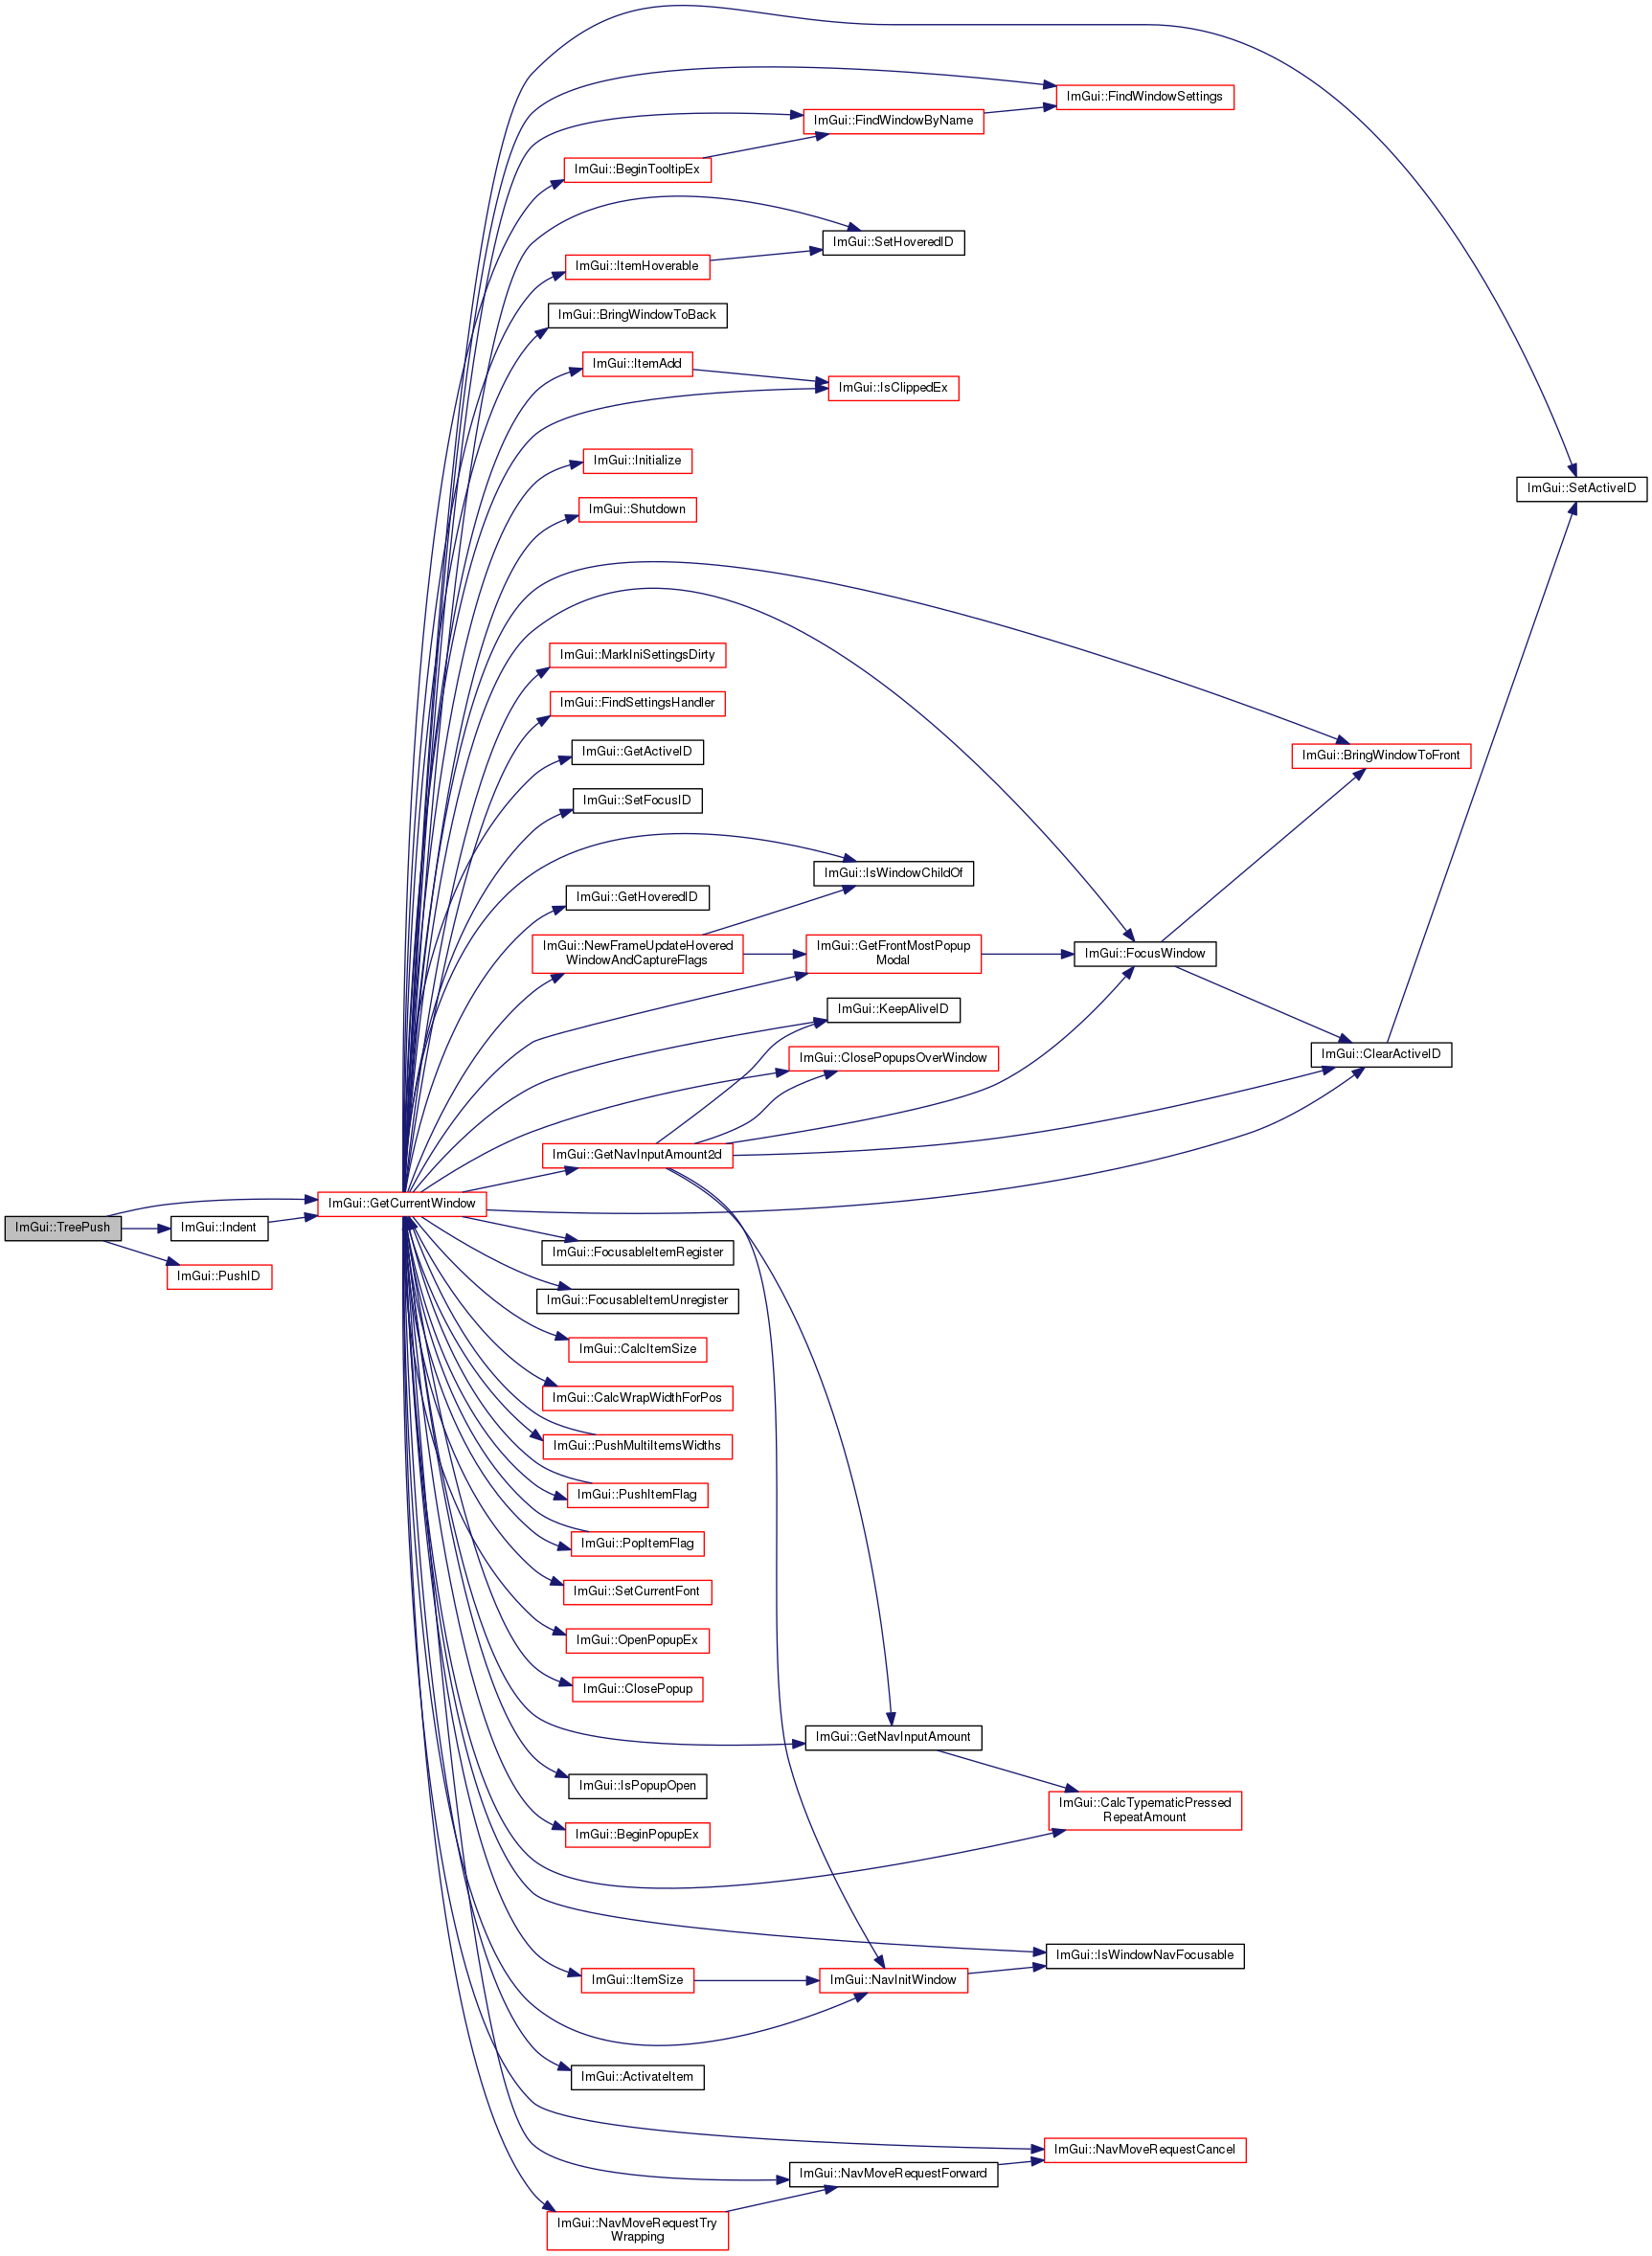 ImGui::FindWindowSettings
ImGui::FindWindowByName
ImGui::BeginTooltipEx
ImGui::SetHoveredID
ImGui::ItemHoverable
ImGui::BringWindowToBack
ImGui::ItemAdd
ImGui::IsClippedEx
ImGui::Initialize
ImGui::SetActiveID
ImGui::Shutdown
ImGui::MarkIniSettingsDirty
ImGui::FindSettingsHandler
ImGui::GetActiveID
ImGui::BringWindowToFront
ImGui::SetFocusID
ImGui::IsWindowChildOf
ImGui::GetHoveredID
ImGui::NewFrameUpdateHovered
WindowAndCaptureFlags
ImGui::GetFrontMostPopup
Modal
ImGui::FocusWindow
ImGui::KeepAliveID
ImGui::ClosePopupsOverWindow
ImGui::ClearActiveID
ImGui::GetNavInputAmount2d
ImGui::GetCurrentWindow
ImGui::TreePush
ImGui::Indent
ImGui::PushID
ImGui::FocusableItemRegister
ImGui::FocusableItemUnregister
ImGui::CalcItemSize
ImGui::CalcWrapWidthForPos
ImGui::PushMultiItemsWidths
ImGui::PushItemFlag
ImGui::PopItemFlag
ImGui::SetCurrentFont
ImGui::OpenPopupEx
ImGui::ClosePopup
ImGui::GetNavInputAmount
ImGui::IsPopupOpen
ImGui::CalcTypematicPressed
RepeatAmount
ImGui::BeginPopupEx
ImGui::IsWindowNavFocusable
ImGui::ItemSize
ImGui::NavInitWindow
ImGui::ActivateItem
ImGui::NavMoveRequestCancel
ImGui::NavMoveRequestForward
ImGui::NavMoveRequestTry
Wrapping